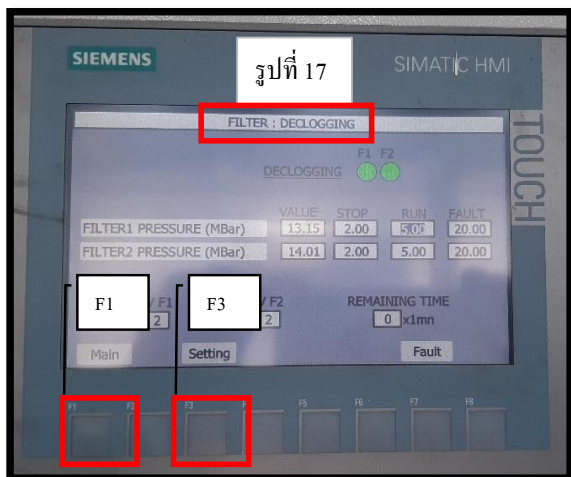 SIEMENS
รูปที่ 17
SIMATIC HMI
TOUCH
FILTER : DECLOGGING
F1 F2
DECLOGGING
VALUE STOP RUN FAULT
FILTER1 PRESSURE (MBar) 13.15 2.00 5.00 20.00
FILTER2 PRESSURE (MBar) 14.01 2.00 5.00 20.00
F1
F3
F1
F2
REMAINING TIME
2
2
0 x1mn
Main
Setting
Fault
F1
F2
F3
F5
F6
F7
F8